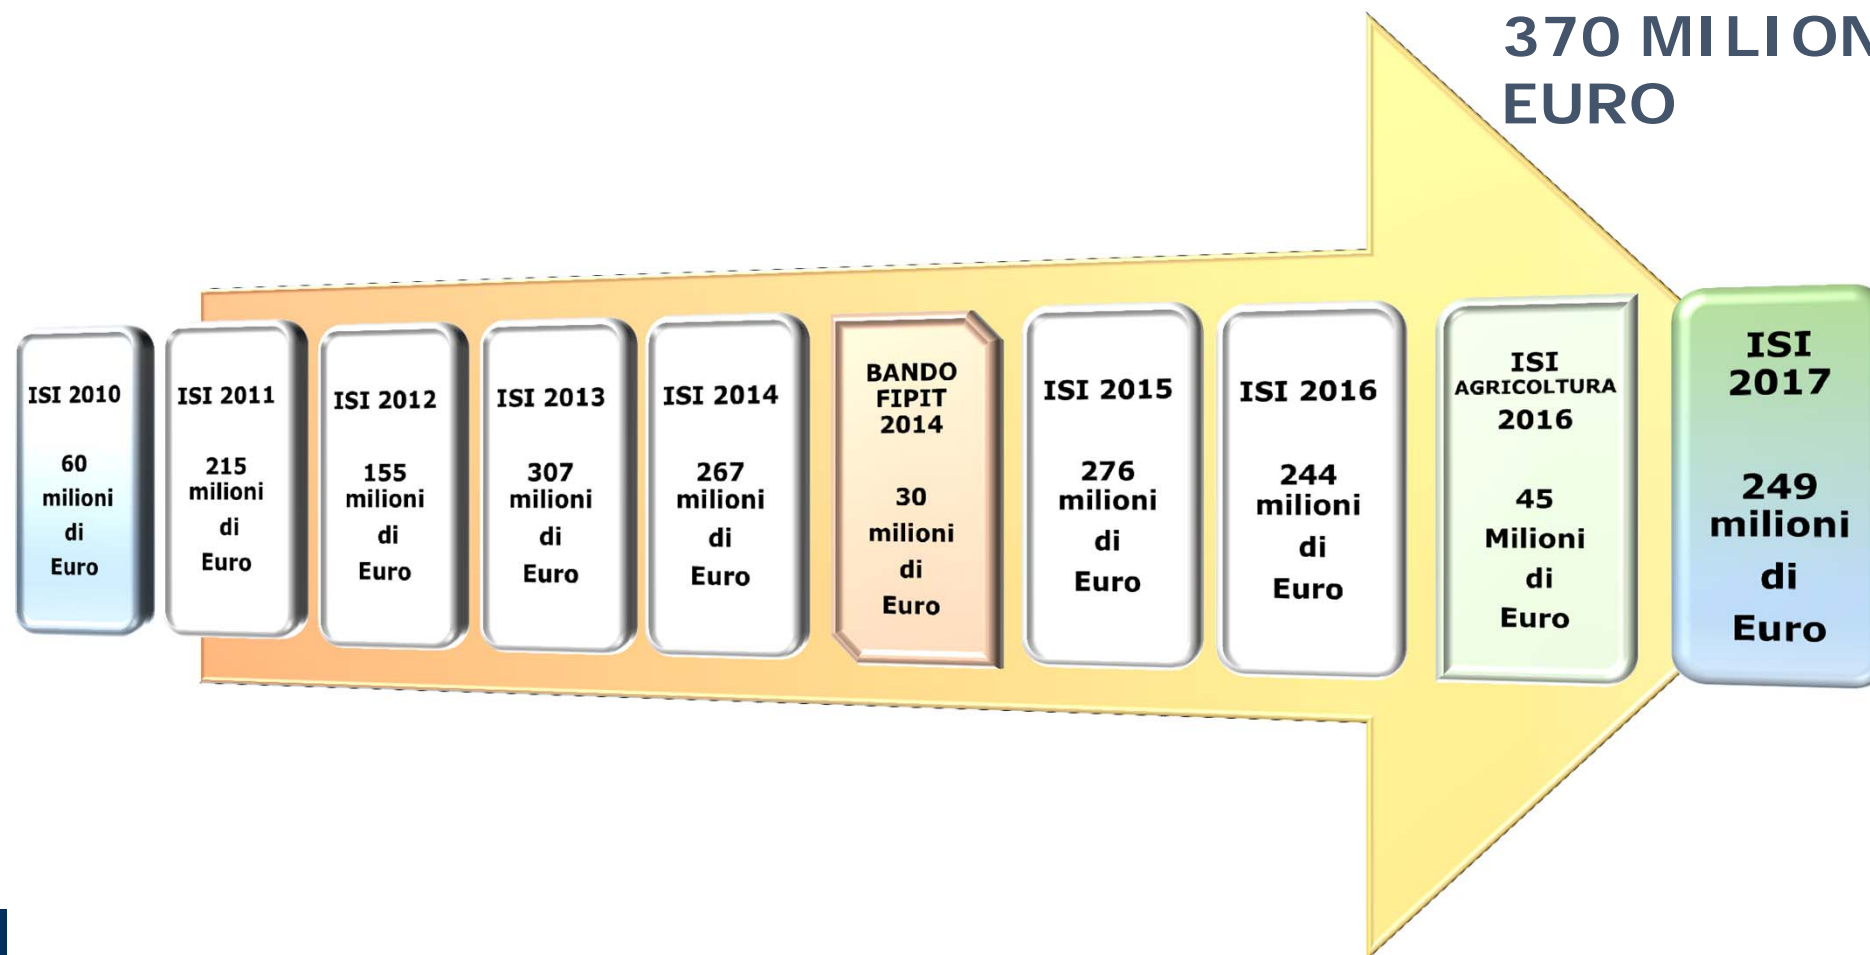 370 MILION
EURO
ISI 2010
60
milioni
di
Euro
ISI 2011
215
milioni
di
Euro
ISI 2012
155
milioni
di
Euro
ISI 2013
307
milioni
di
Euro
ISI 2014
267
milioni
di
Euro
BANDO
FIPIT
2014
30
milioni
di
Euro
ISI 2015
276
milioni
di
Euro
ISI 2016
244
milioni
di
Euro
ISI
AGRICOLTURA
2016
45
Milioni
di
Euro
ISI
2017
249
milioni
di
Euro